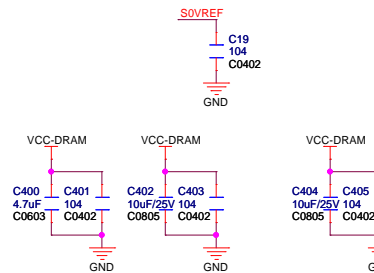 S0VREF
C19
104
C0402
GND
VCC-DRAM
VCC-DRAM
VCC-DRAM
C400 C401
4.7uF 104
C0603 C0402
C402 C403
10uF/25V 104
C0805 C0402
C404 C405
10uF/25V 104
C0805 C0402
GND
GND